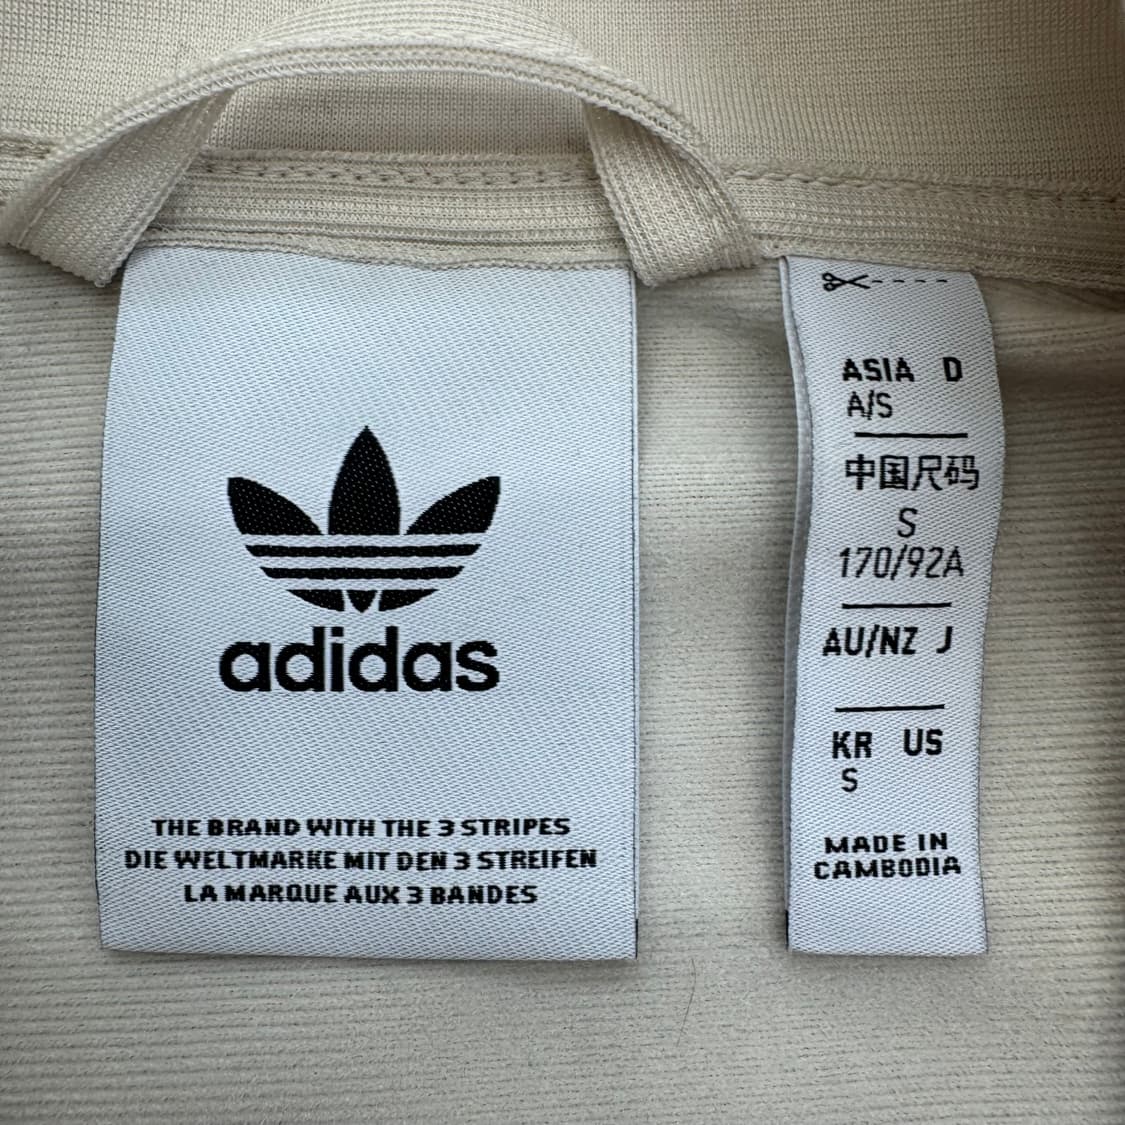 adidas
THE BRAND WITH THE 3 STRIPES
DIE WELTMARKE MIT DEN 3 STREIFEN
LA MARQUE AUX 3 BANDES
ASIA D
A/S
中国尺码
S
170/92A
AU/NZ J
KR US
S
MADE IN
CAMBODIA